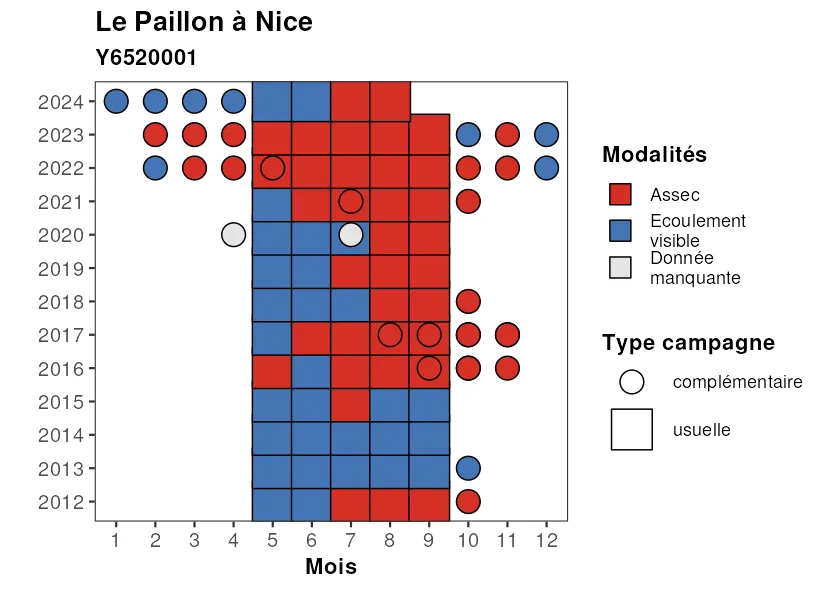 Le Paillon à Nice
Y6520001
2024
2023
2022
2021
2020
2019
2018
2017
2016
2015
2014
2013
2012
1 2 3 4 5 6 7 8 9 10 11 12
Mois
Modalités
Assec
Ecoulement
visible
Donnée
manquante
Type campagne
complémentaire
usuelle